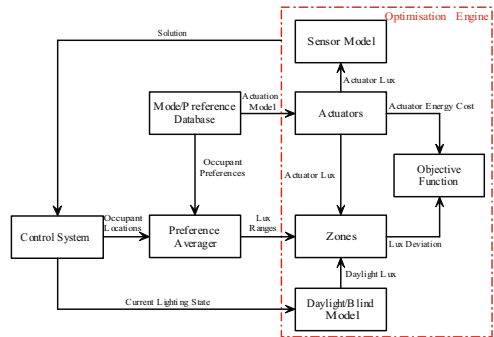 Optimisation Engine
Solution
Sensor Model
Actuator Lux
Mode/Preference
Database
Actuation
Model
Actuators
Actuator Energy Cost
Occupant
Preferences
Actuator Lux
Objective
Function
Control System
Occupant
Locations
Preference
Averager
Lux
Ranges
Zones
Lux Deviation
Daylight Lux
Current Lighting State
Daylight/Blind
Model